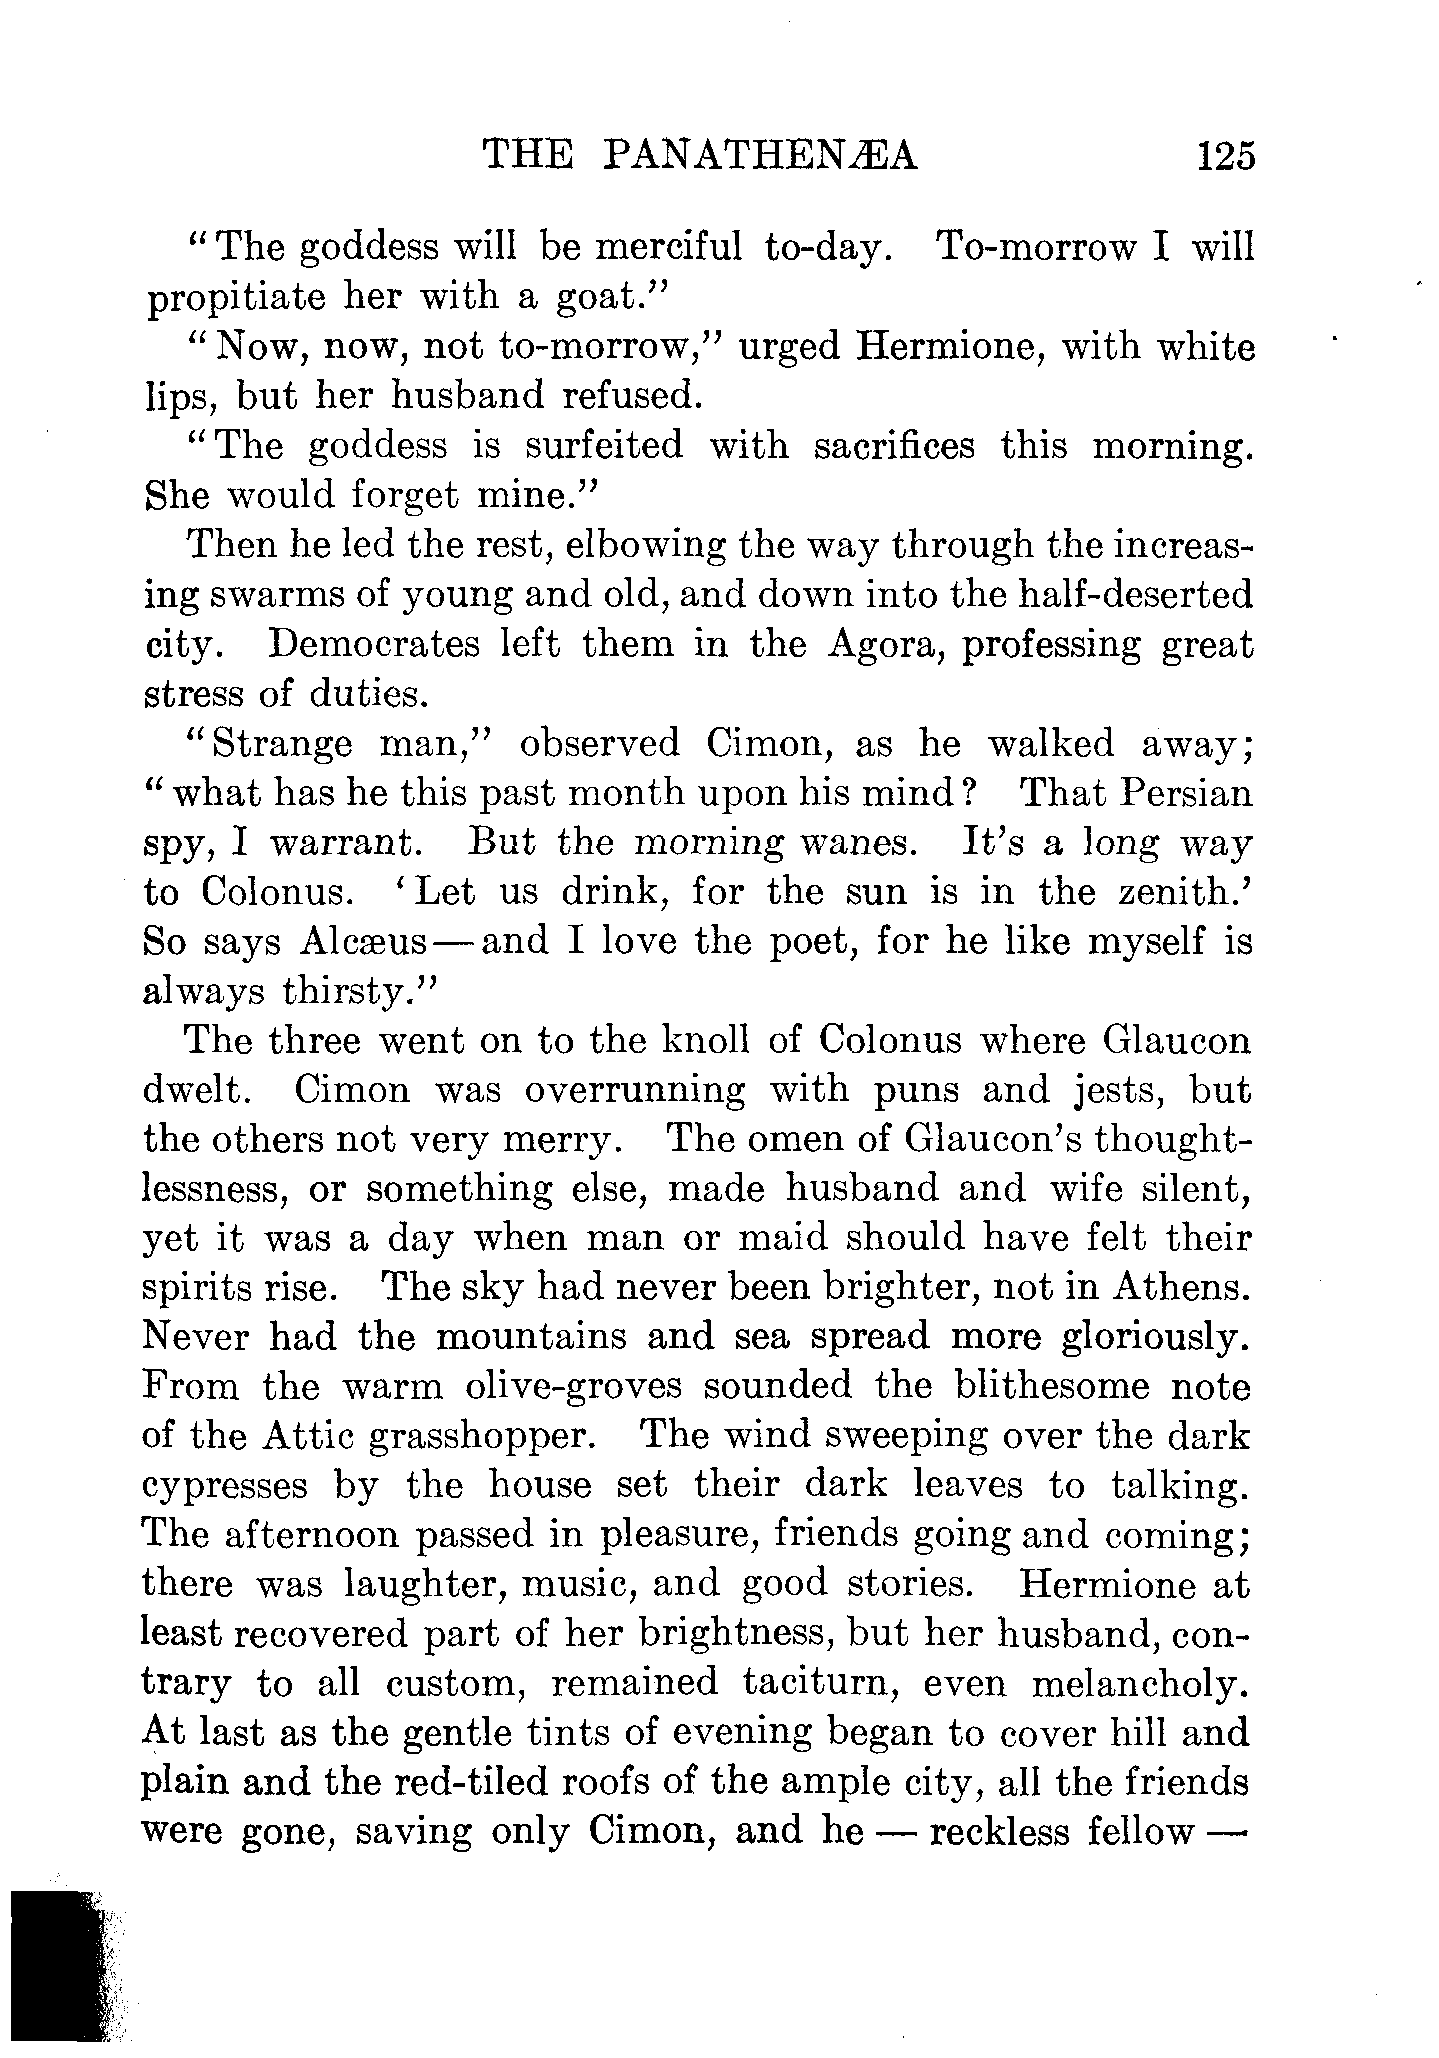 THE PANATHENÆA 125
"The goddess will be merciful to-day. To-morrow I will
propitiate her with a goat."
"Now, now, not to-morrow," urged Hermione, with white
lips, but her husband refused.
"The goddess is surfeited with sacrifices this morning.
She would forget mine."
Then he led the rest, elbowing the way through the increas-
ing swarms of young and old, and down into the half-deserted
city. Democrates left them in the Agora, professing great
stress of duties.
"Strange man," observed Cimon, as he walked away;
"what has he this past month upon his mind? That Persian
spy, I warrant. But the morning wanes. It's a long way
to Colonus. 'Let us drink, for the sun is in the zenith.'
So says Alcæus—and I love the poet, for he like myself is
always thirsty."
The three went on to the knoll of Colonus where Glaucon
dwelt. Cimon was overrunning with puns and jests, but
the others not very merry. The omen of Glaucon's thought-
lessness, or something else, made husband and wife silent,
yet it was a day when man or maid should have felt their
spirits rise. The sky had never been brighter, not in Athens.
Never had the mountains and sea spread more gloriously.
From the warm olive-groves sounded the blithesome note
of the Attic grasshopper. The wind sweeping over the dark
cypresses by the house set their dark leaves to talking.
The afternoon passed in pleasure, friends going and coming;
there was laughter, music, and good stories. Hermione at
least recovered part of her brightness, but her husband, con-
trary to all custom, remained taciturn, even melancholy.
At last as the gentle tints of evening began to cover hill and
plain and the red-tiled roofs of the ample city, all the friends
were gone, saving only Cimon, and he — reckless fellow —